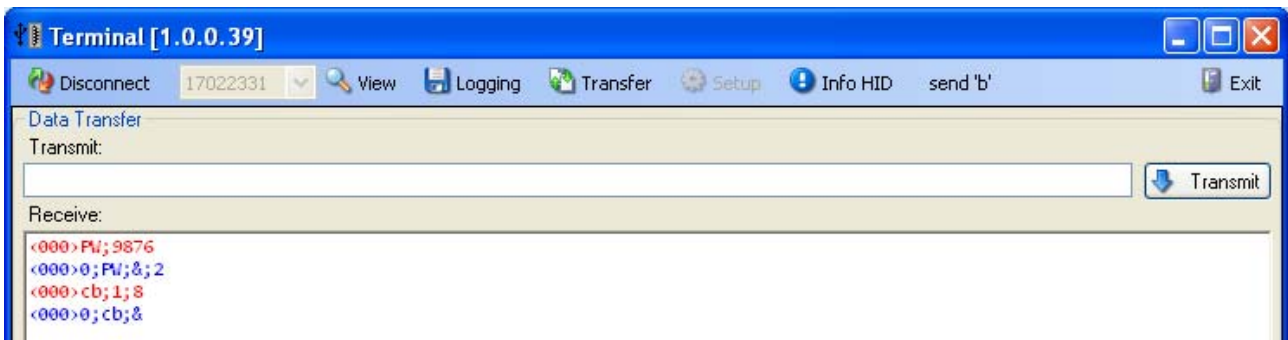 Terminal [1.0.0.39]
Disconnect 17022331 View Logging Transfer Setup Info HID send 'b' Exit
Data Transfer
Transmit:
Transmit
Receive:
<000>PW;9876
<000>0;PW;&;2
<000>cb;1;8
<000>0;cb;&